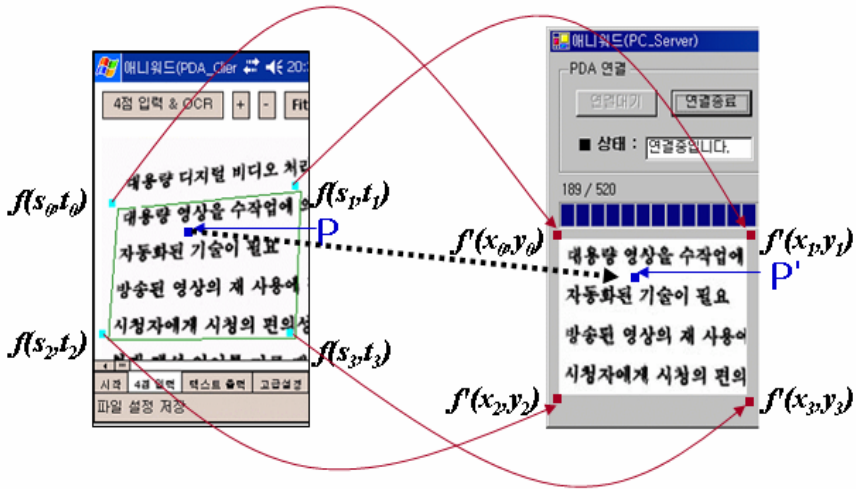 애니워드(PDA_Clier 20:
4점 입력 & OCR + - Fit
대용량 디지털 비디오 처리
대용량 영상을 수작업에
자동화된 기술이 필요
방송된 영상의 재 사용에
시청자에게 시청의 편의성
시작 4점 입력 텍스트 출력 고급설정
파일 설정 저장
f(s0,t0)
f(s1,t1)
f(s2,t2)
f(s3,t3)
P
애니워드(PC_Server)
PDA 연결
연결대기 연결종료
■ 상태 : 연결중입니다.
189 / 520
f'(x0,y0)
f'(x1,y1)
대용량 영상을 수작업에
P'
자동화된 기술이 필요
방송된 영상의 재 사용에
시청자에게 시청의 편의
f'(x2,y2)
f'(x3,y3)